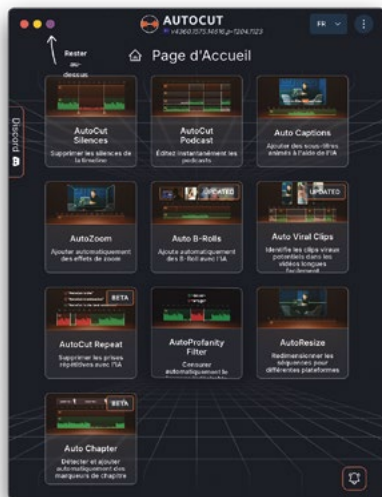 AUTOCUT
FR
Rester
au-
dessus
Page d'Accueil
Discord
AutoCut
Silences
Supprimer les silences de
la timeline
AutoCut
Podcast
Éditez instantanément les
podcasts
Auto Captions
Ajouter des sous-titres
animés à l'aide de l'IA
AutoZoom
Ajouter automatiquement
des effets de zoom
UPDATED
Auto B-Rolls
Ajoute automatiquement
des B-Roll avec l'IA
UPDATED
Auto Viral Clips
Identifie les clips viraux
potentiels dans les
vidéos longues
facilement
BETA
AutoCut Repeat
Supprimer les prises
répétitives avec l'IA
AutoProfanity
Filter
Censurer
automatiquement le
AutoResize
Redimensionner les
séquences pour
différentes plateformes
BETA
Auto Chapter
Détecter et ajouter
automatiquement des
marqueurs de chapitre